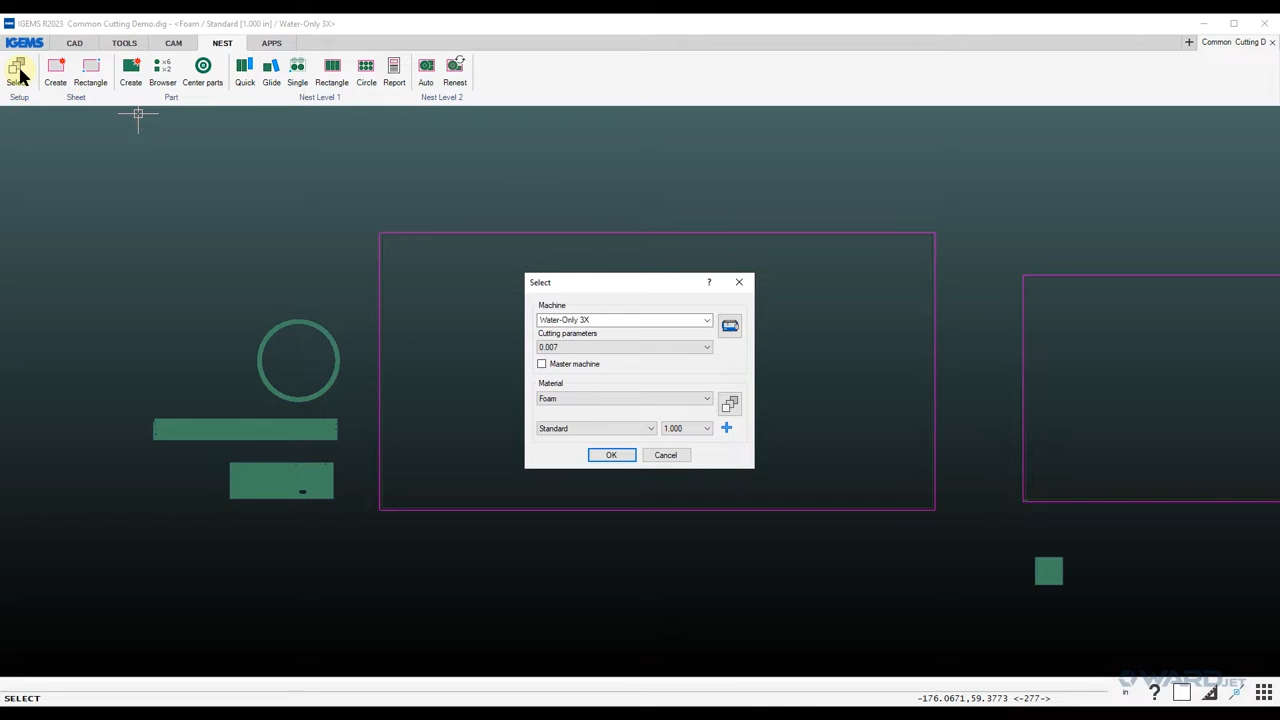 IGEMS R2023 Common Cutting Demo.dig - <Foam / Standard [1.000 in] / Water-Only 3X>
IGEMS CAD TOOLS CAM NEST APPS Common Cutting D
Select Create Rectangle Create Browser Center parts Quick Glide Single Rectangle Circle Report Auto Renest
Setup Sheet Part Nest Level 1 Nest Level 2
Select ?
Machine
Water-Only 3X
Cutting parameters
0.007
Master machine
Material
Foam
Standard 1.000
OK Cancel
WARDJET
SELECT -176.0671,59.3773 <-277-> in ?